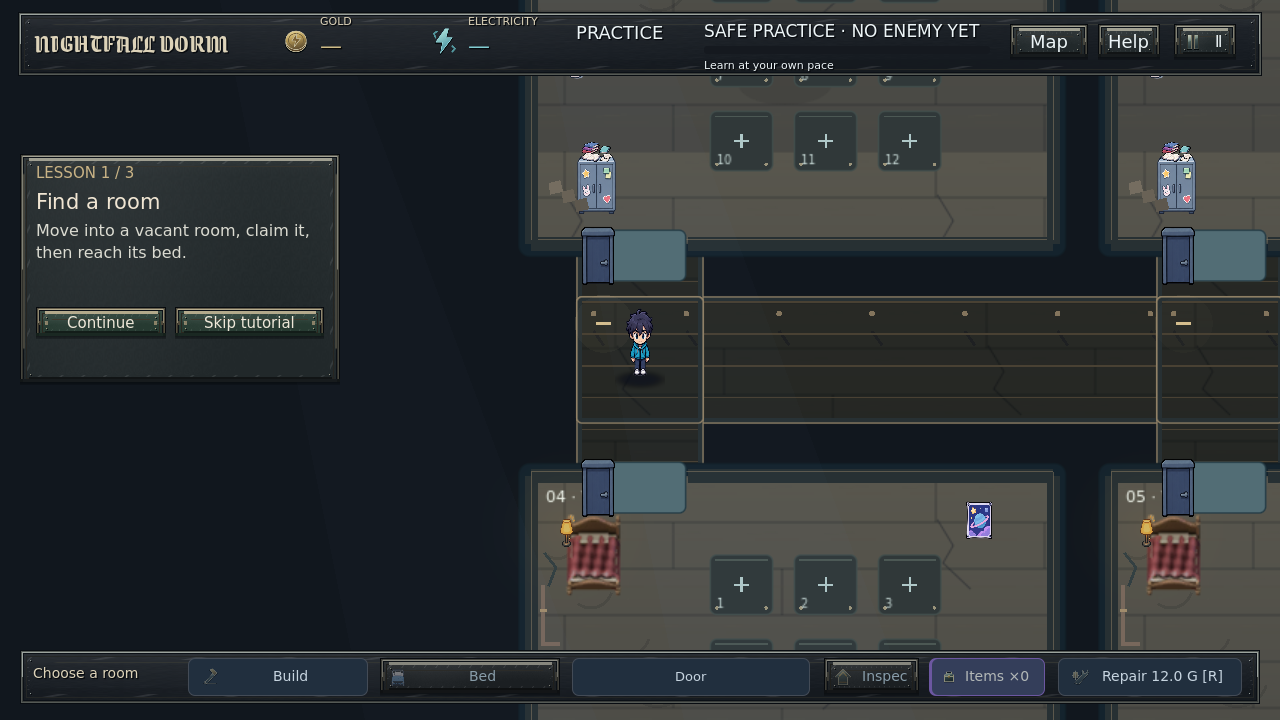 NIGHTFALL DORM
GOLD
—
ELECTRICITY
—
PRACTICE
SAFE PRACTICE · NO ENEMY YET
Learn at your own pace
Map
Help
LESSON 1 / 3
Find a room
Move into a vacant room, claim it,
then reach its bed.
Continue
Skip tutorial
10
11
12
04 ·
05 ·
1
2
3
Choose a room
Build
Bed
Door
Inspec
Items ×0
Repair 12.0 G [R]